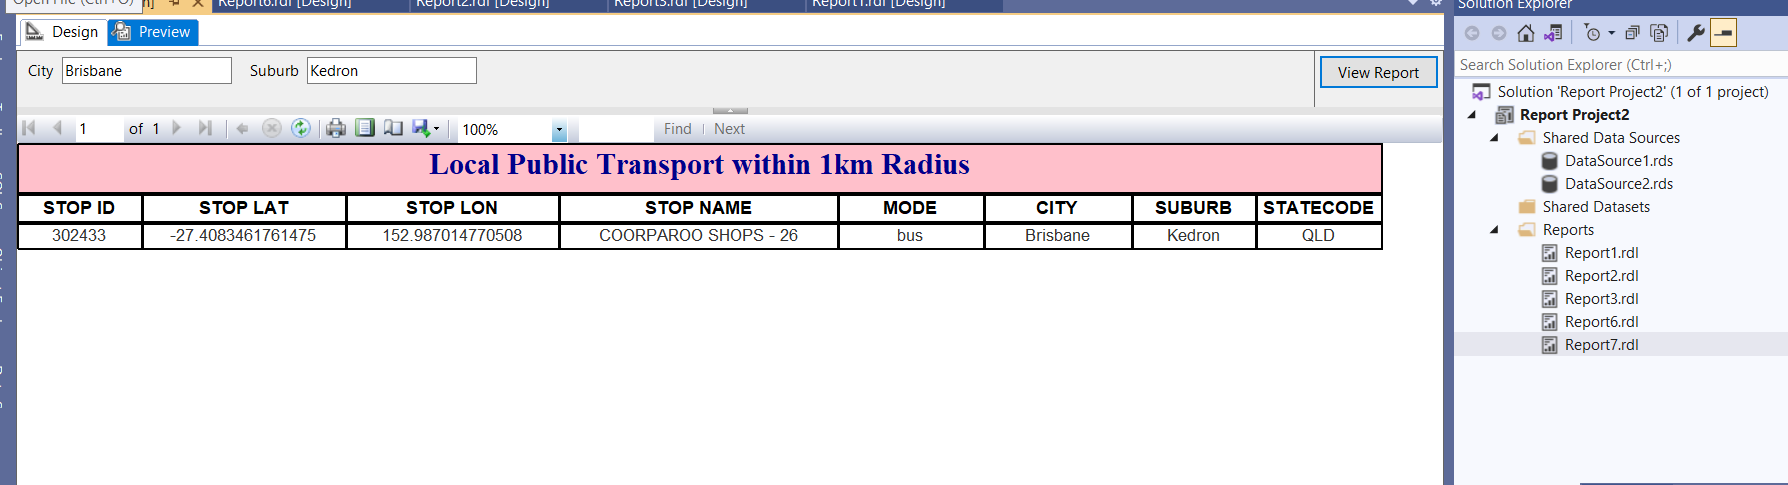 Open File (Ctrl+O)
Report6.rdl [Design]
Report2.rdl [Design]
Report3.rdl [Design]
Report1.rdl [Design]
Design Preview
City Brisbane Suburb Kedron View Report
1 of 1 100% Find | Next
Local Public Transport within 1km Radius
STOP ID STOP LAT STOP LON STOP NAME MODE CITY SUBURB STATECODE
302433 -27.4083461761475 152.987014770508 COORPAROO SHOPS - 26 bus Brisbane Kedron QLD
Solution Explorer
Search Solution Explorer (Ctrl+;)
Solution 'Report Project2' (1 of 1 project)
Report Project2
Shared Data Sources
DataSource1.rds
DataSource2.rds
Shared Datasets
Reports
Report1.rdl
Report2.rdl
Report3.rdl
Report6.rdl
Report7.rdl